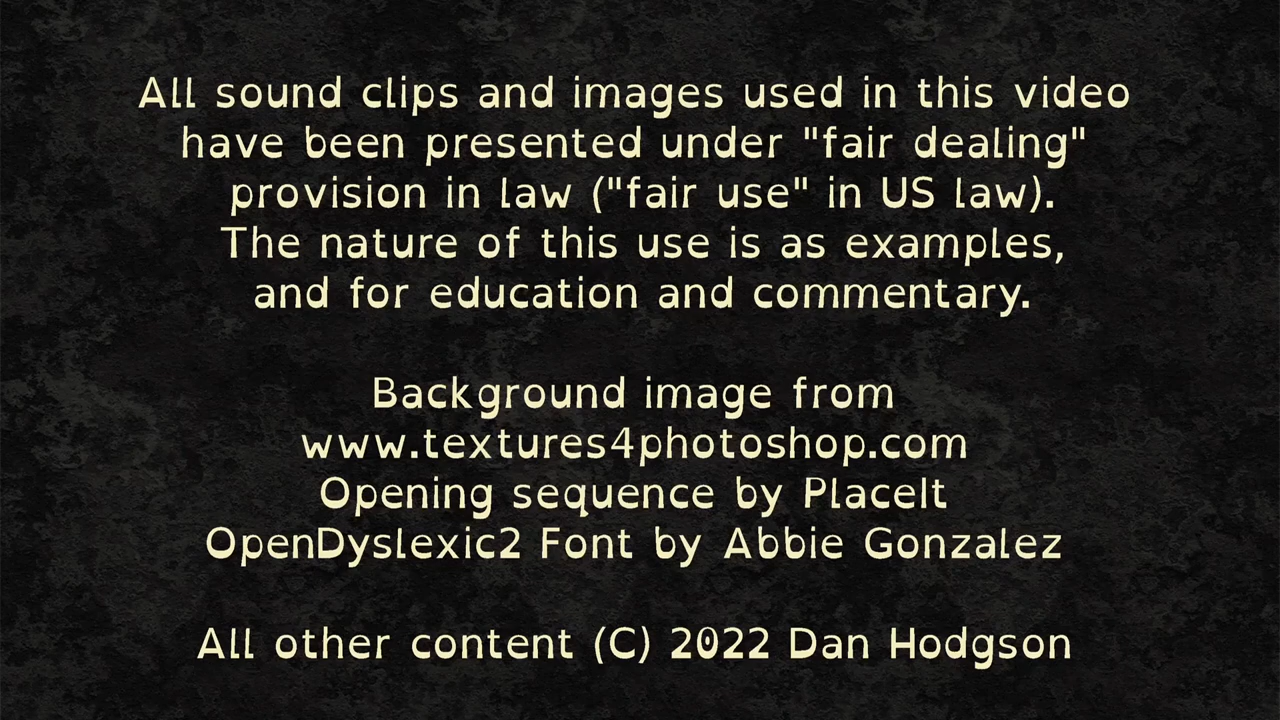 All sound clips and images used in this video
have been presented under "fair dealing"
provision in law ("fair use" in US law).
The nature of this use is as examples,
and for education and commentary.
Background image from
www.textures4photoshop.com
Opening sequence by PlaceIt
OpenDyslexic2 Font by Abbie Gonzalez
All other content (C) 2022 Dan Hodgson